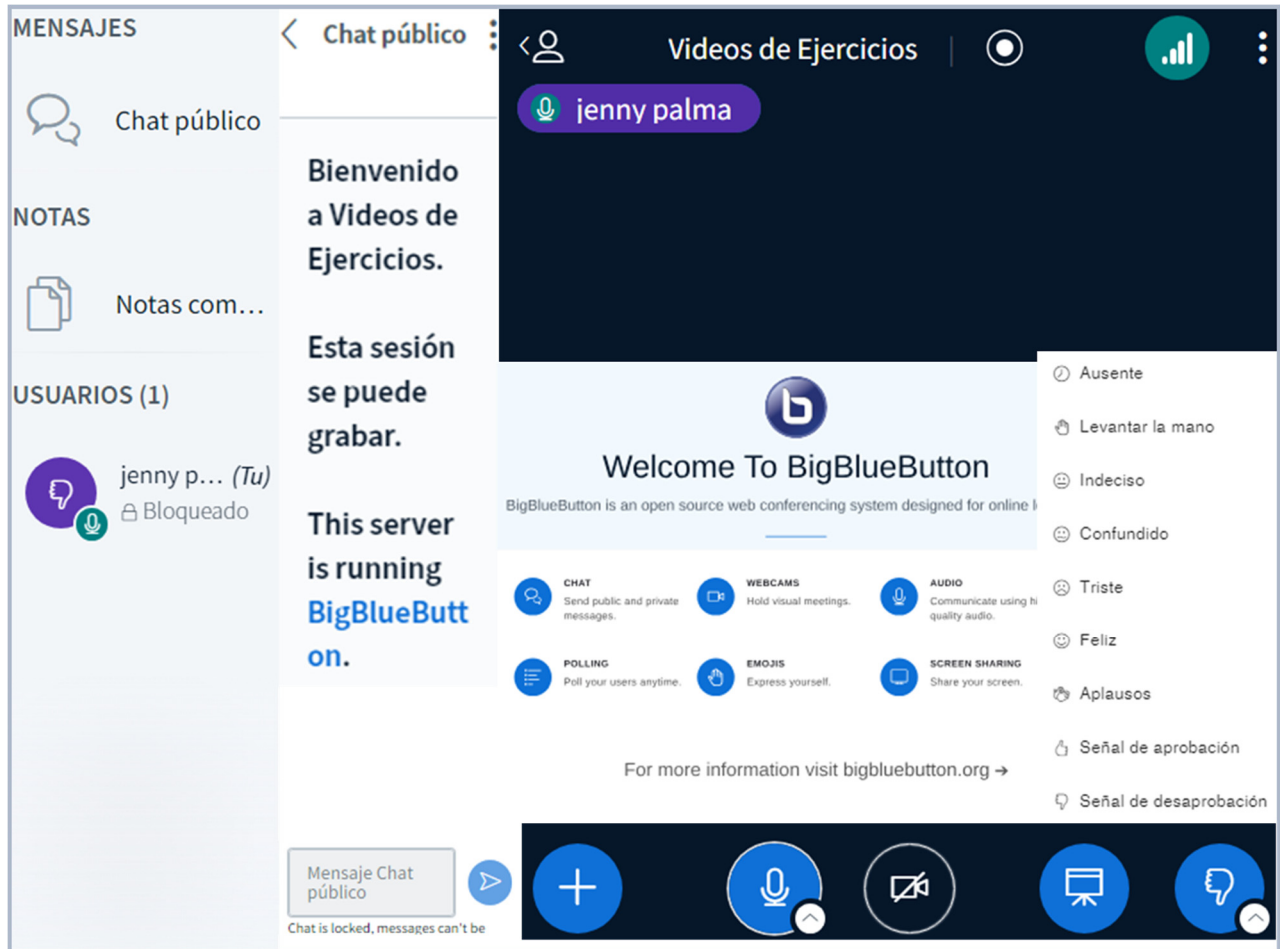 MENSAJES
Chat público
NOTAS
Notas com…
USUARIOS (1)
jenny p… (Tu)
Bloqueado
Chat público
Bienvenido
a Videos de
Ejercicios.
Esta sesión
se puede
grabar.
This server
is running
BigBlueButt
on.
Mensaje Chat
público
Chat is locked, messages can't be
Videos de Ejercicios
jenny palma
Welcome To BigBlueButton
BigBlueButton is an open source web conferencing system designed for online l
CHAT
Send public and private
messages.
WEBCAMS
Hold visual meetings.
AUDIO
Communicate using hi
quality audio.
POLLING
Poll your users anytime.
EMOJIS
Express yourself.
SCREEN SHARING
Share your screen.
For more information visit bigbluebutton.org →
Ausente
Levantar la mano
Indeciso
Confundido
Triste
Feliz
Aplausos
Señal de aprobación
Señal de desaprobación